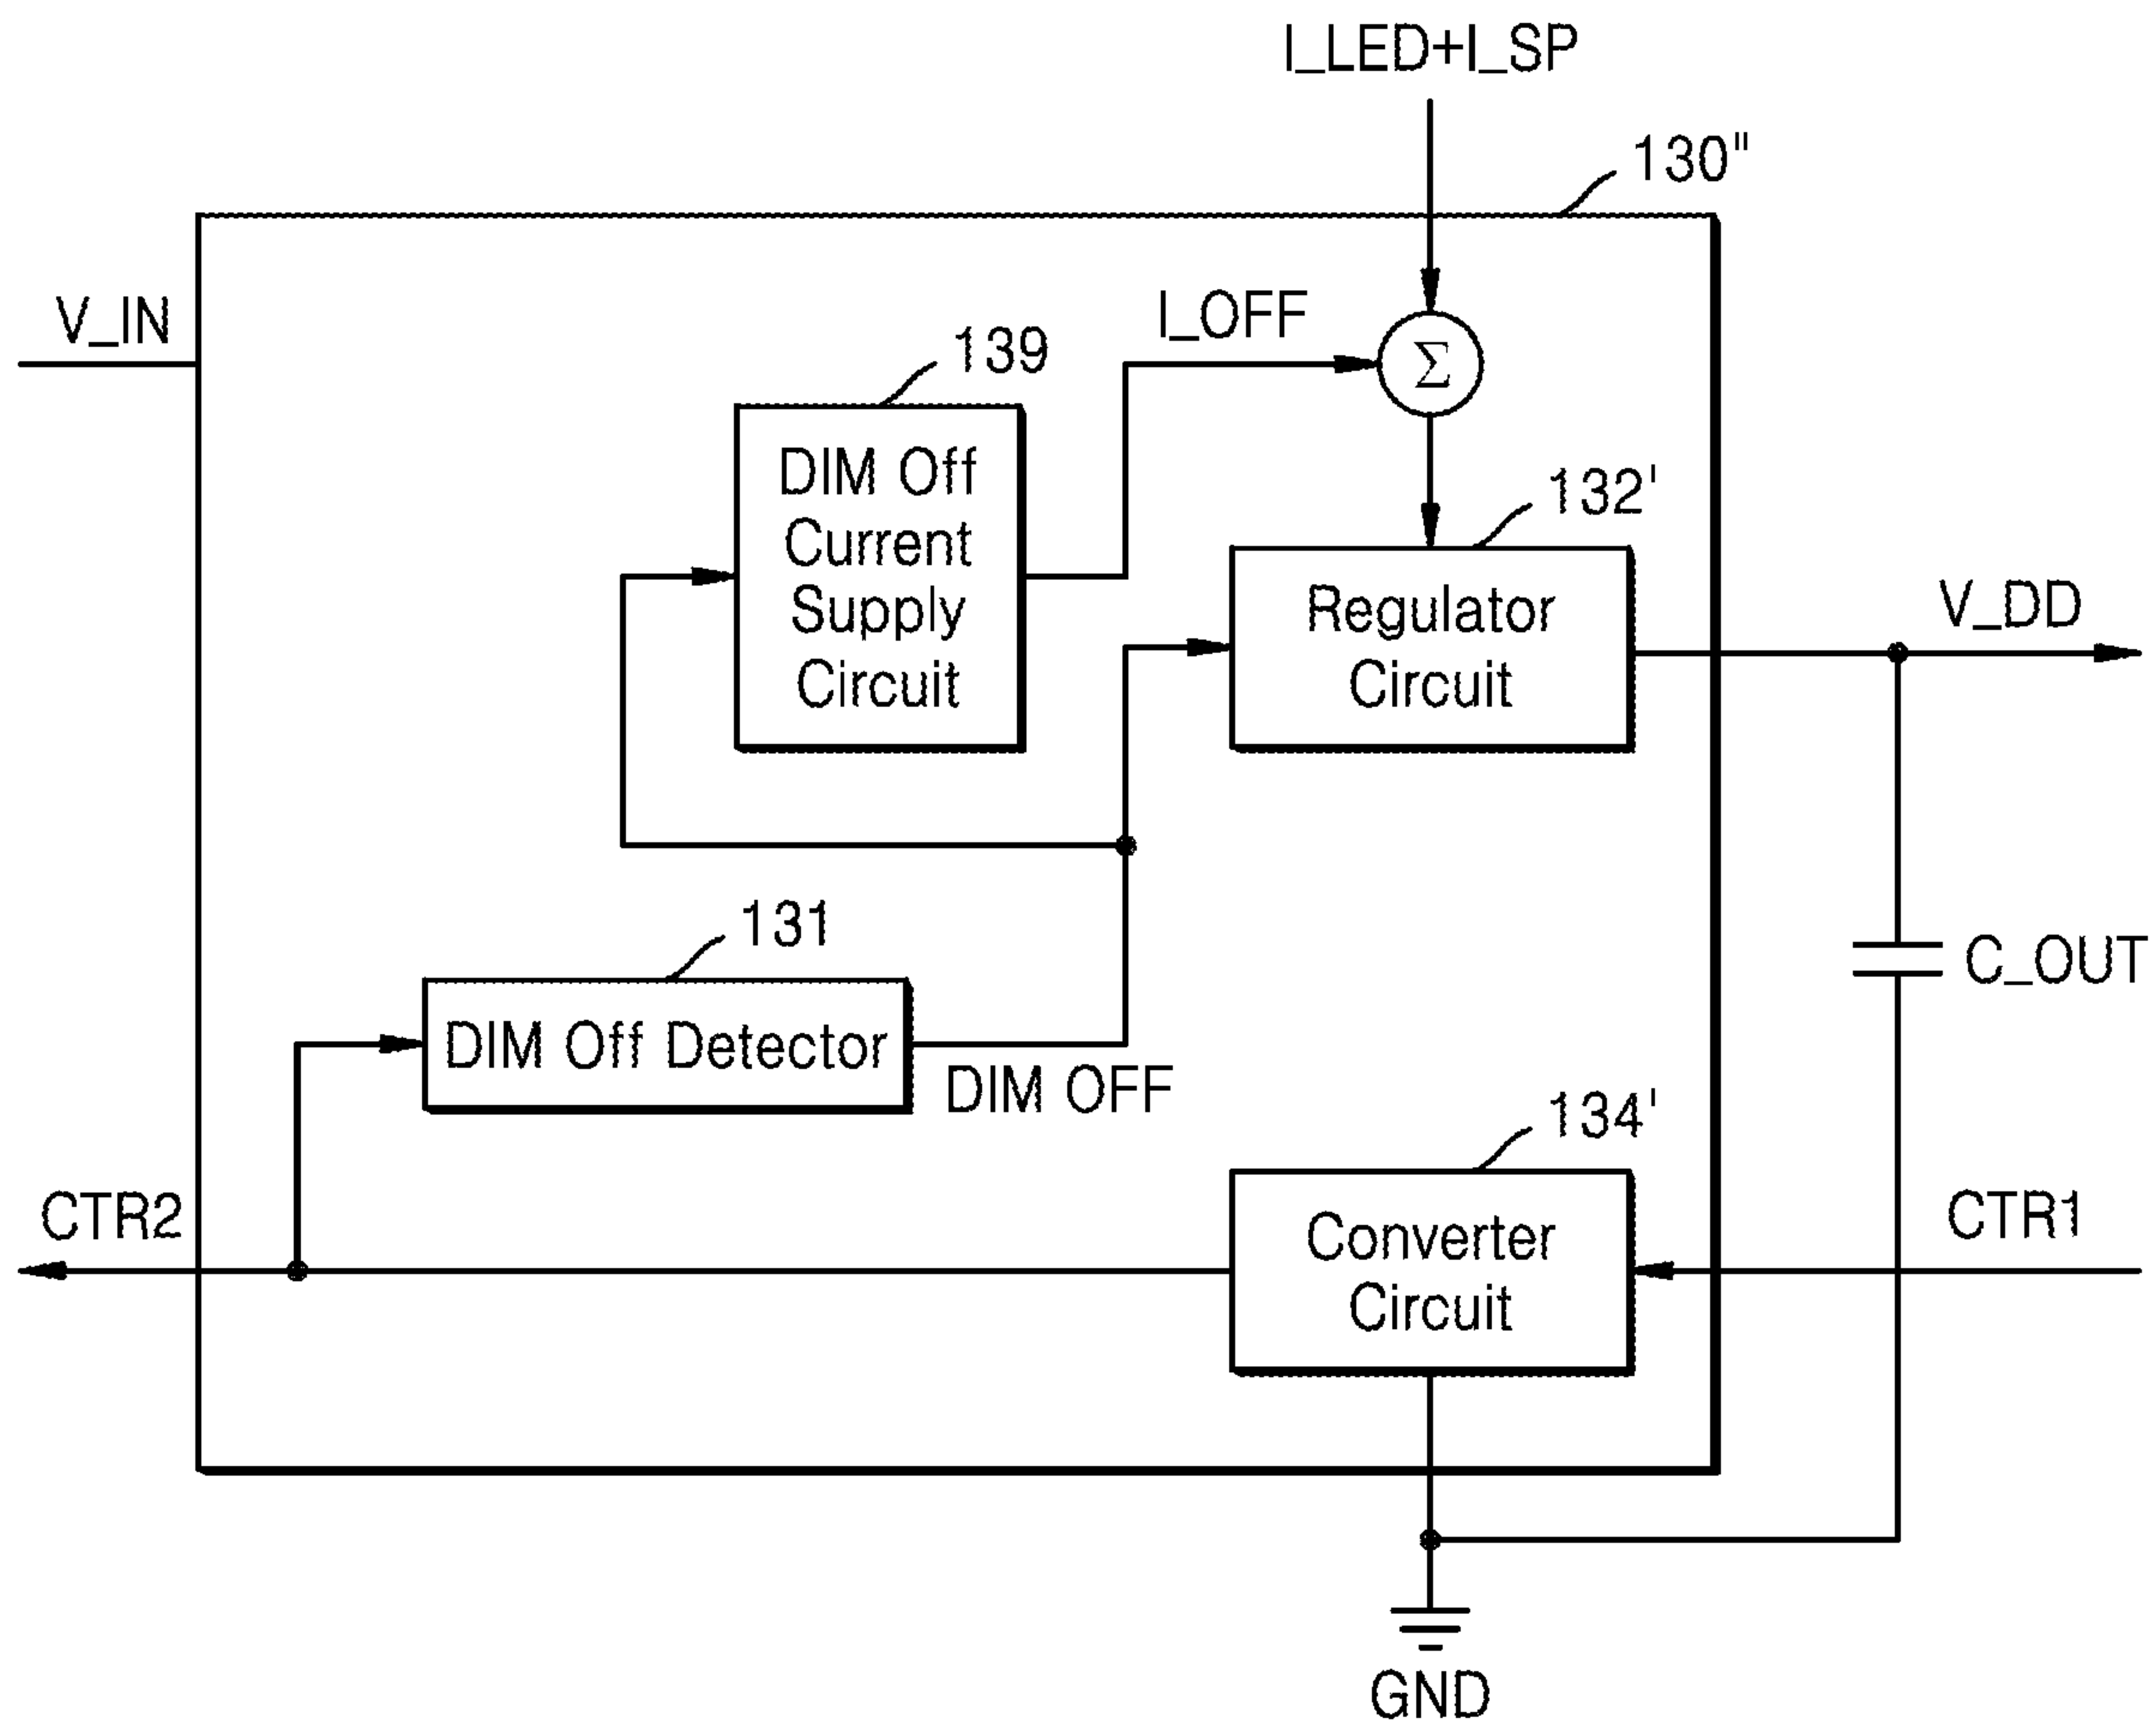 I_LED+I_SP
130"
V_IN
I_OFF
139
Σ
DIM Off
Current
Supply
Circuit
132'
Regulator
Circuit
V_DD
131
DIM Off Detector
DIM OFF
C_OUT
134'
CTR2
Converter
Circuit
CTR1
GND